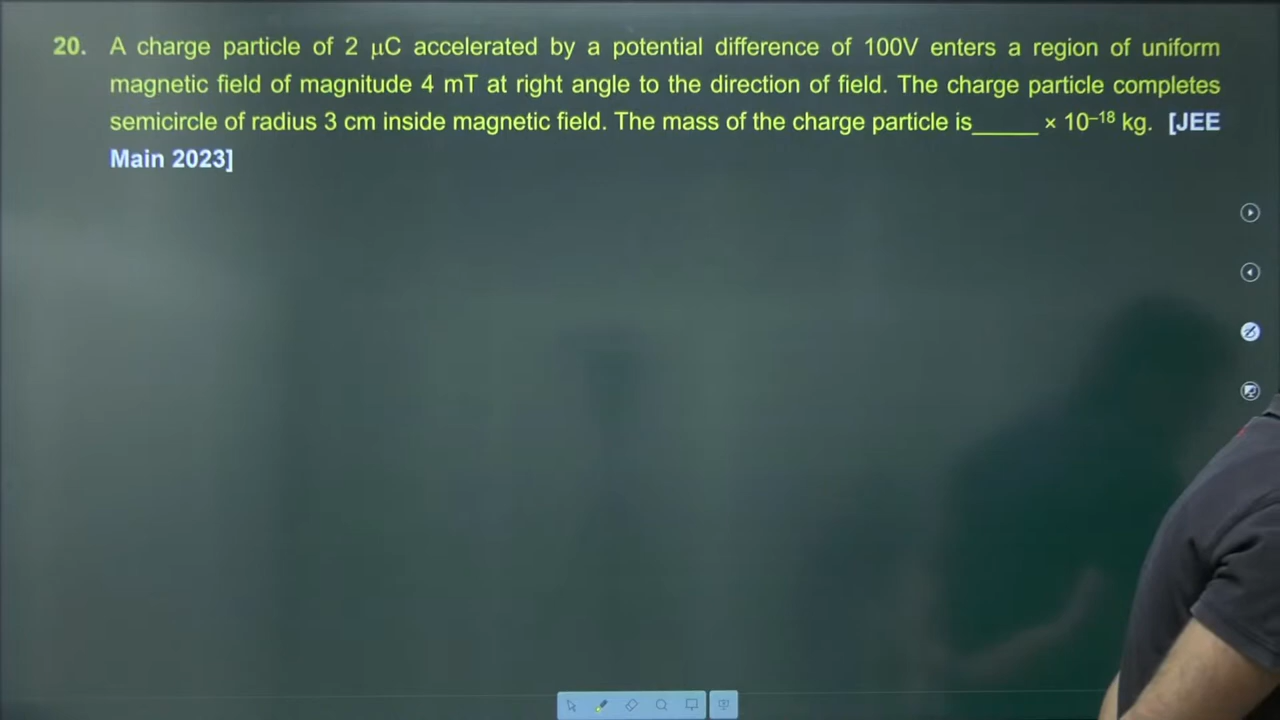 20. A charge particle of 2 μC accelerated by a potential difference of 100V enters a region of uniform
magnetic field of magnitude 4 mT at right angle to the direction of field. The charge particle completes
semicircle of radius 3 cm inside magnetic field. The mass of the charge particle is_____ × 10⁻¹⁸ kg. [JEE
Main 2023]